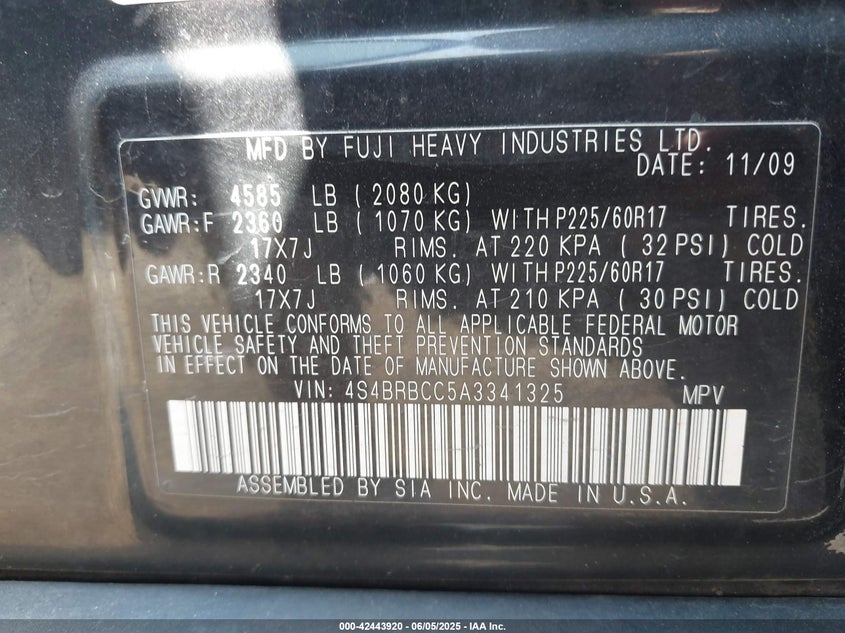 MFD BY FUJI HEAVY INDUSTRIES LTD.
DATE: 11/09
GVWR: 4585 LB ( 2080 KG)
GAWR:F 2360 LB ( 1070 KG) WITH P225/60R17 TIRES.
17X7J RIMS. AT 220 KPA ( 32 PSI) COLD
GAWR:R 2340 LB ( 1060 KG) WITH P225/60R17 TIRES.
17X7J RIMS. AT 210 KPA ( 30 PSI) COLD
THIS VEHICLE CONFORMS TO ALL APPLICABLE FEDERAL MOTOR
VEHICLE SAFETY AND THEFT PREVENTION STANDARDS
IN EFFECT ON THE DATE OF MANUFACTURE SHOWN ABOVE.
VIN: 4S4BRBCC5A3341325 MPV
ASSEMBLED BY SIA INC. MADE IN U.S.A.
000-42443920 - 06/05/2025 - IAA Inc.